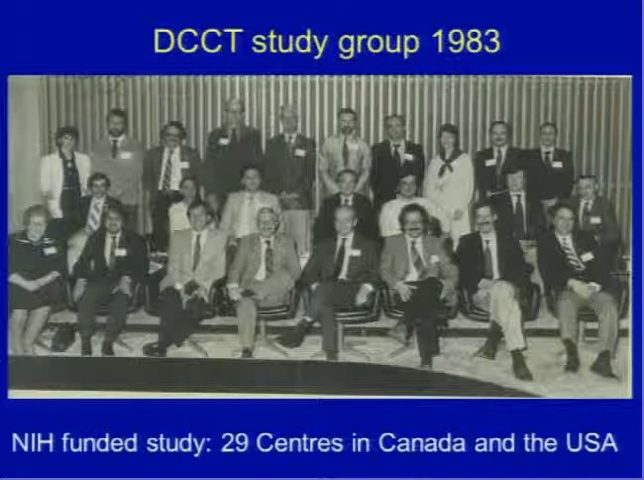 DCCT study group 1983
NIH funded study: 29 Centres in Canada and the USA